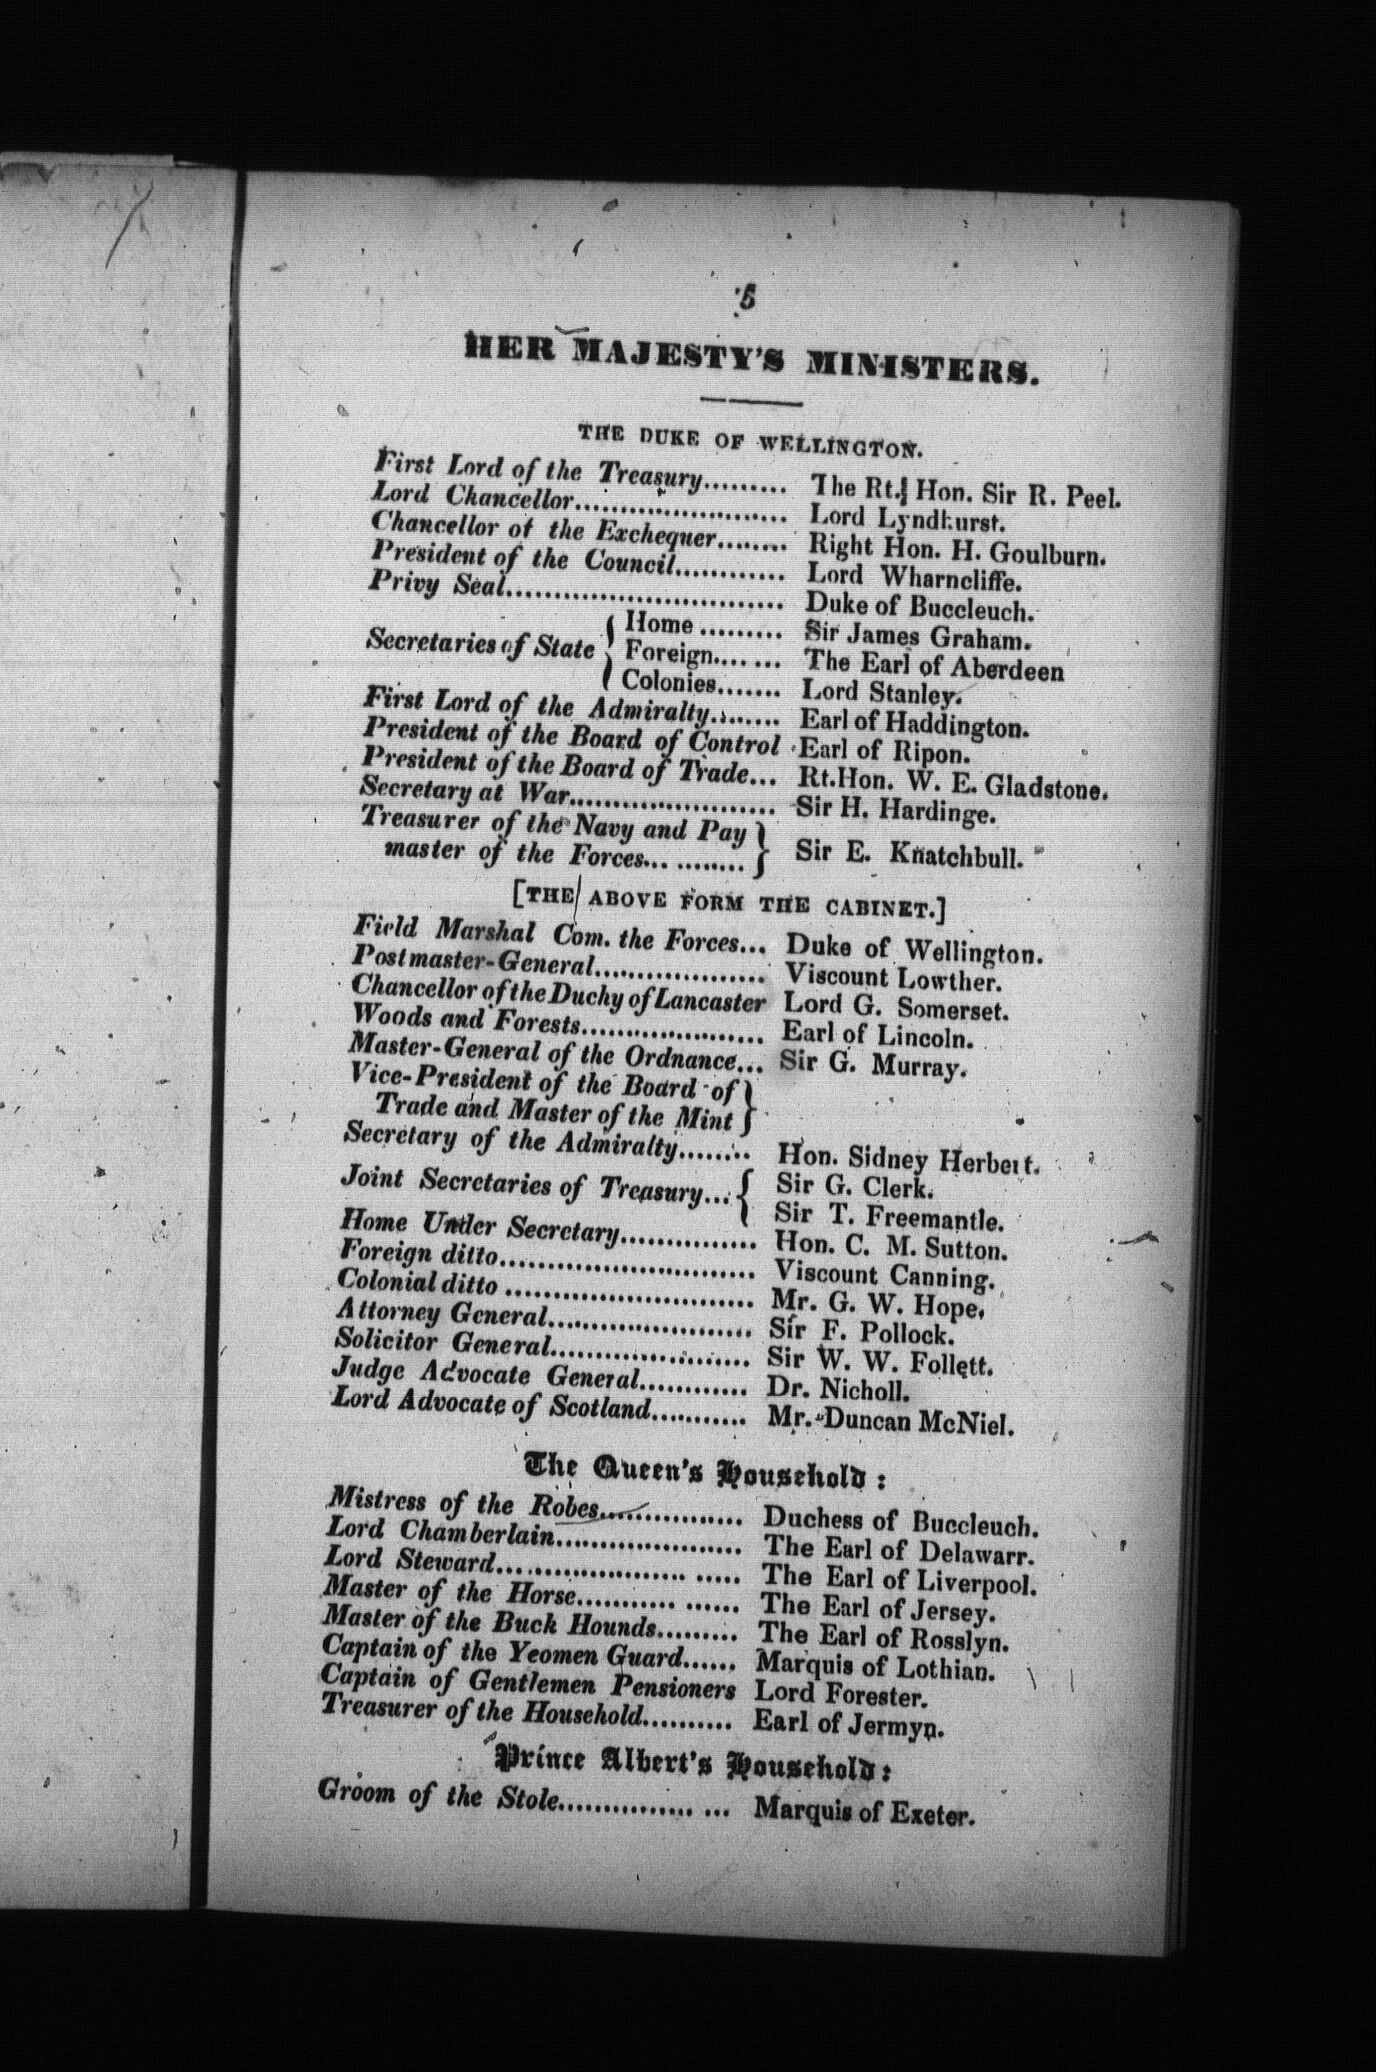 5
HER MAJESTY'S MINISTERS.
THE DUKE OF WELLINGTON.
First Lord of the Treasury......... The Rt. Hon. Sir R. Peel.
Lord Chancellor........................ Lord Lyndhurst.
Chancellor of the Exchequer........ Right Hon. H. Goulburn.
President of the Council............ Lord Wharncliffe.
Privy Seal.............................. Duke of Buccleuch.
Secretaries of State { Home ......... Sir James Graham.
Foreign.... ... The Earl of Aberdeen
Colonies....... Lord Stanley.
First Lord of the Admiralty........ Earl of Haddington.
President of the Board of Control Earl of Ripon.
President of the Board of Trade... Rt.Hon. W. E. Gladstone.
Secretary at War....................... Sir H. Hardinge.
Treasurer of the Navy and Pay
master of the Forces... ........ } Sir E. Knatchbull.
[THE ABOVE FORM THE CABINET.]
Field Marshal Com. the Forces... Duke of Wellington.
Postmaster-General................... Viscount Lowther.
Chancellor of the Duchy of Lancaster Lord G. Somerset.
Woods and Forests.................... Earl of Lincoln.
Master-General of the Ordnance... Sir G. Murray.
Vice-President of the Board of }
Trade and Master of the Mint
Secretary of the Admiralty........ Hon. Sidney Herbert.
Joint Secretaries of Treasury... { Sir G. Clerk.
Sir T. Freemantle.
Home Under Secretary............... Hon. C. M. Sutton.
Foreign ditto............................ Viscount Canning.
Colonial ditto ........................... Mr. G. W. Hope.
Attorney General....................... Sir F. Pollock.
Solicitor General...................... Sir W. W. Follett.
Judge Advocate General............ Dr. Nicholl.
Lord Advocate of Scotland........... Mr. Duncan McNiel.
The Queen's Household:
Mistress of the Robes................ Duchess of Buccleuch.
Lord Chamberlain..................... The Earl of Delawarr.
Lord Steward... .................. ..... The Earl of Liverpool.
Master of the Horse........... ...... The Earl of Jersey.
Master of the Buck Hounds......... The Earl of Rosslyn.
Captain of the Yeomen Guard...... Marquis of Lothian.
Captain of Gentlemen Pensioners Lord Forester.
Treasurer of the Household.......... Earl of Jermyn.
Prince Albert's Household:
Groom of the Stole............... ... Marquis of Exeter.